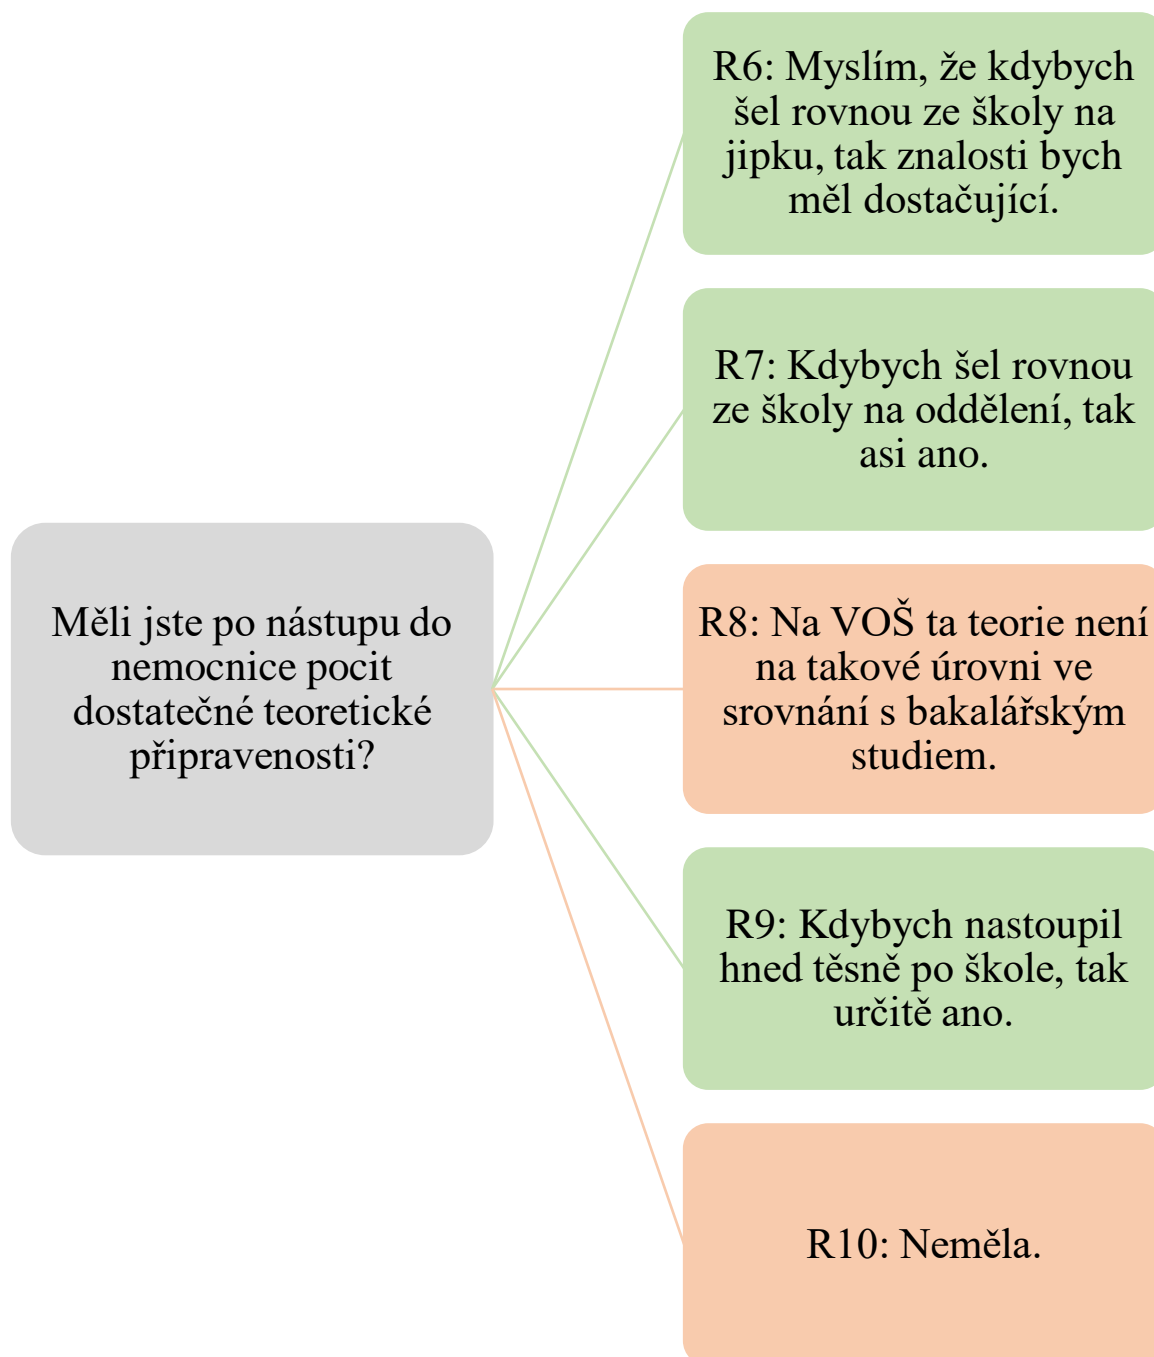 Měli jste po nástupu do
nemocnice pocit
dostatečné teoretické
připravenosti?
R6: Myslím, že kdybych
šel rovnou ze školy na
jipku, tak znalosti bych
měl dostačující.
R7: Kdybych šel rovnou
ze školy na oddělení, tak
asi ano.
R8: Na VOŠ ta teorie není
na takové úrovni ve
srovnání s bakalářským
studiem.
R9: Kdybych nastoupil
hned těsně po škole, tak
určitě ano.
R10: Neměla.